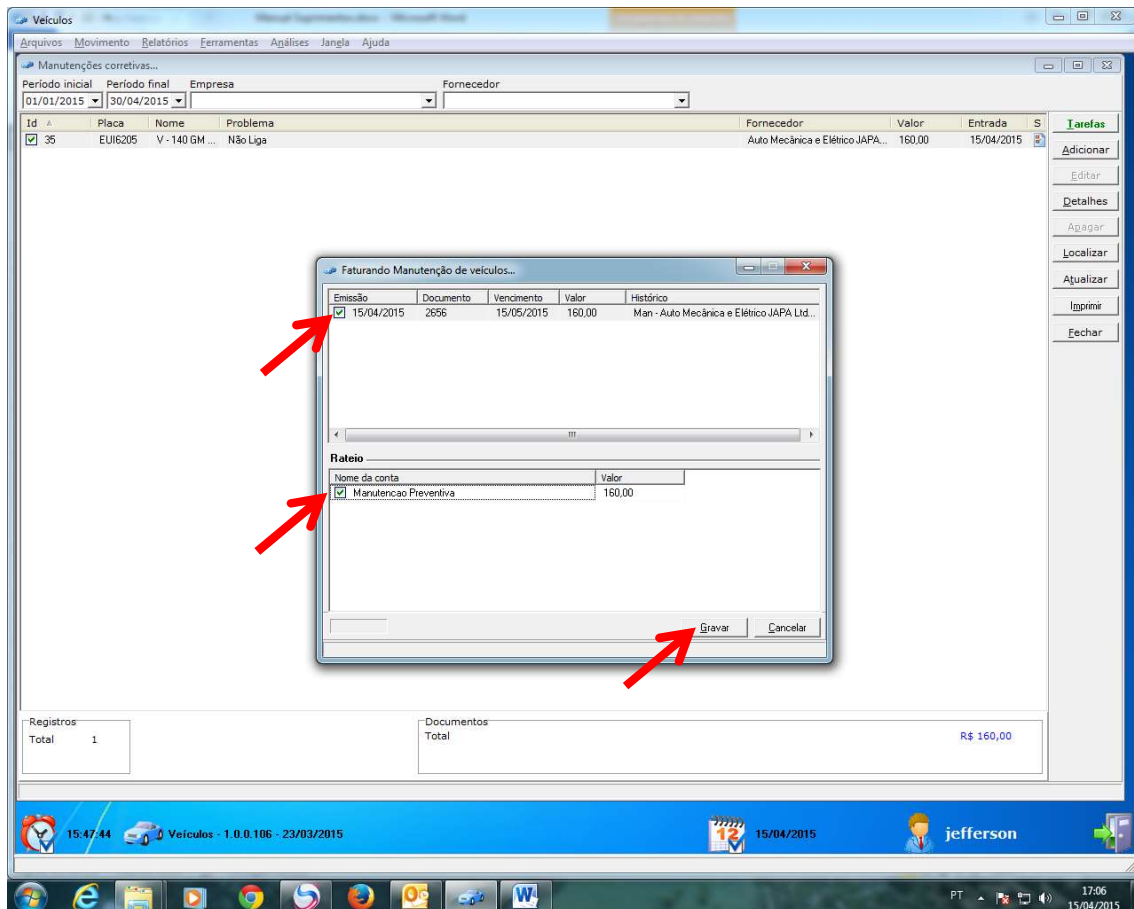 Veículos
Manual Suprimentos.docx - Microsoft Word
Arquivos Movimento Relatórios Ferramentas Análises Janela Ajuda
Manutenções corretivas...
Período inicial Período final Empresa Fornecedor
01/01/2015 30/04/2015
Id Placa Nome Problema Fornecedor Valor Entrada S
35 EUI6205 V - 140 GM ... Não Liga Auto Mecânica e Elétrico JAPA... 160,00 15/04/2015
Tarefas
Adicionar
Editar
Detalhes
Apagar
Localizar
Atualizar
Imprimir
Fechar
Faturando Manutenção de veículos...
Emissão Documento Vencimento Valor Histórico
15/04/2015 2656 15/05/2015 160,00 Man - Auto Mecânica e Elétrico JAPA Ltd...
Rateio
Nome da conta Valor
Manutencao Preventiva 160,00
Gravar Cancelar
Registros
Total 1
Documentos
Total R$ 160,00
15:47:44 Veículos - 1.0.0.106 - 23/03/2015 12 15/04/2015 jefferson
PT 17:06
15/04/2015